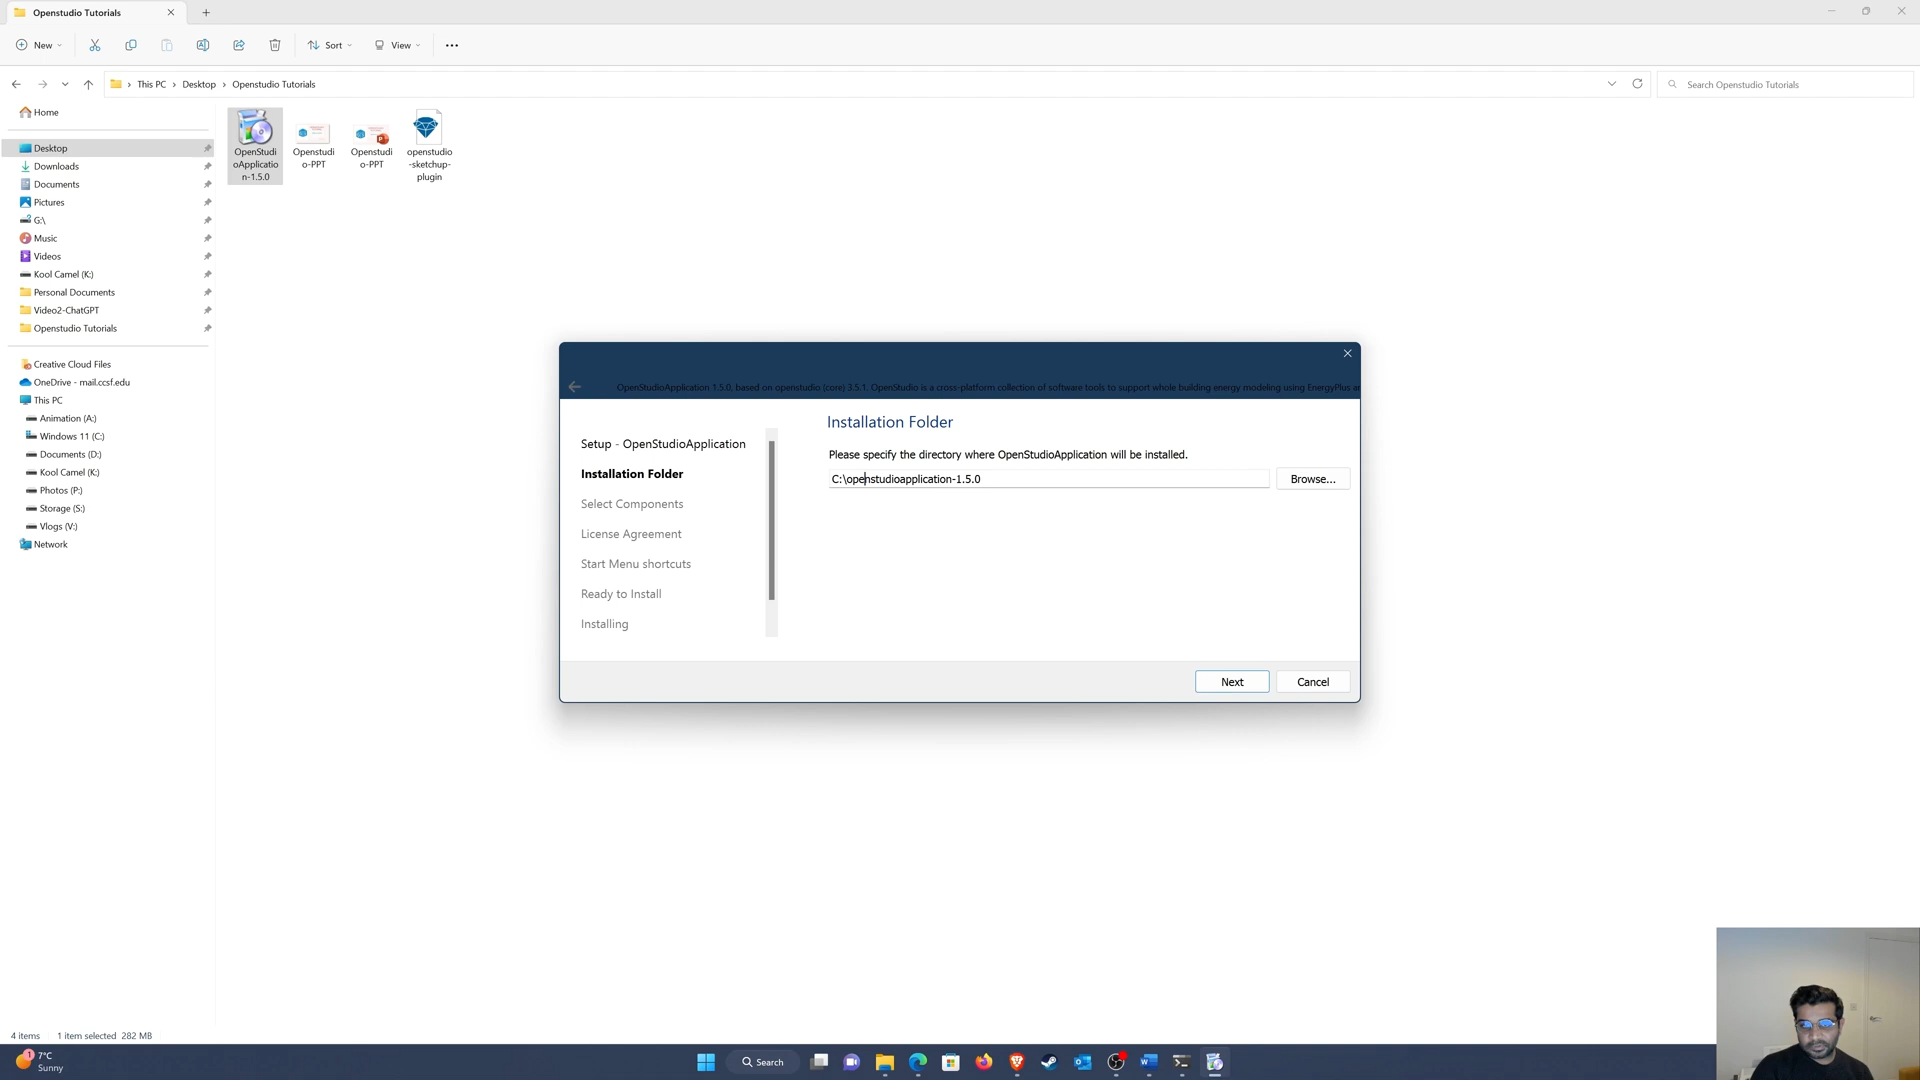 Openstudio Tutorials
New
Sort
View
This PC
Desktop
Openstudio Tutorials
Search Openstudio Tutorials
Home
Desktop
Downloads
Documents
Pictures
G:\
Music
Videos
Kool Camel (K:)
Personal Documents
Video2-ChatGPT
Openstudio Tutorials
Creative Cloud Files
OneDrive - mail.ccsf.edu
This PC
Animation (A:)
Windows 11 (C:)
Documents (D:)
Kool Camel (K:)
Photos (P:)
Storage (S:)
Vlogs (V:)
Network
OpenStudi
oApplicatio
n-1.5.0
Openstudi
o-PPT
Openstudi
o-PPT
openstudio
-sketchup-
plugin
OpenStudioApplication 1.5.0, based on openstudio (core) 3.5.1. OpenStudio is a cross-platform collection of software tools to support whole building energy modeling using EnergyPlus
Setup - OpenStudioApplication
Installation Folder
Select Components
License Agreement
Start Menu shortcuts
Ready to Install
Installing
Installation Folder
Please specify the directory where OpenStudioApplication will be installed.
C:\openstudioapplication-1.5.0
Browse...
Next
Cancel
4 items
1 item selected 282 MB
1
7°C
Sunny
Search